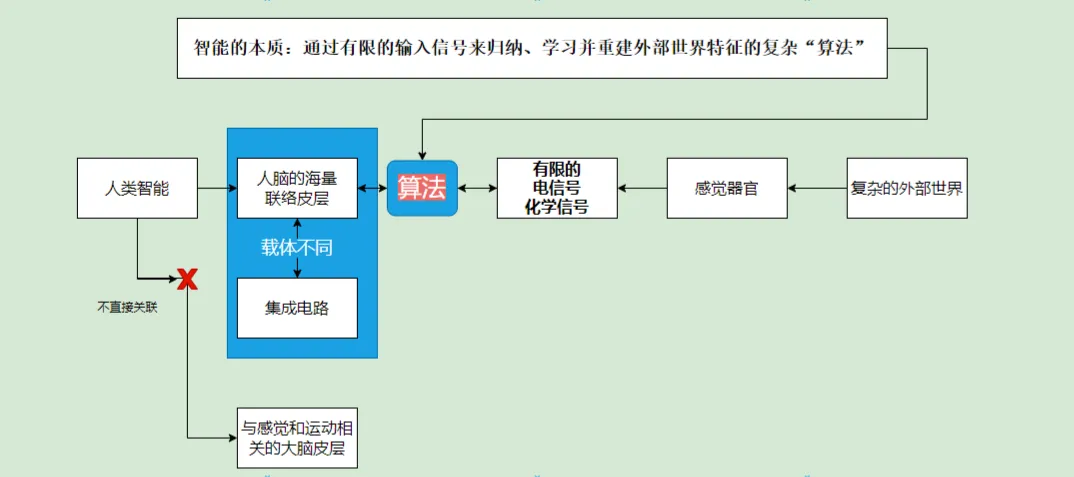 智能的本质：通过有限的输入信号来归纳、学习并重建外部世界特征的复杂“算法”
人类智能
人脑的海量
联络皮层
算法
有限的
电信号
化学信号
感觉器官
复杂的外部世界
载体不同
集成电路
不直接关联
与感觉和运动相
关的大脑皮层